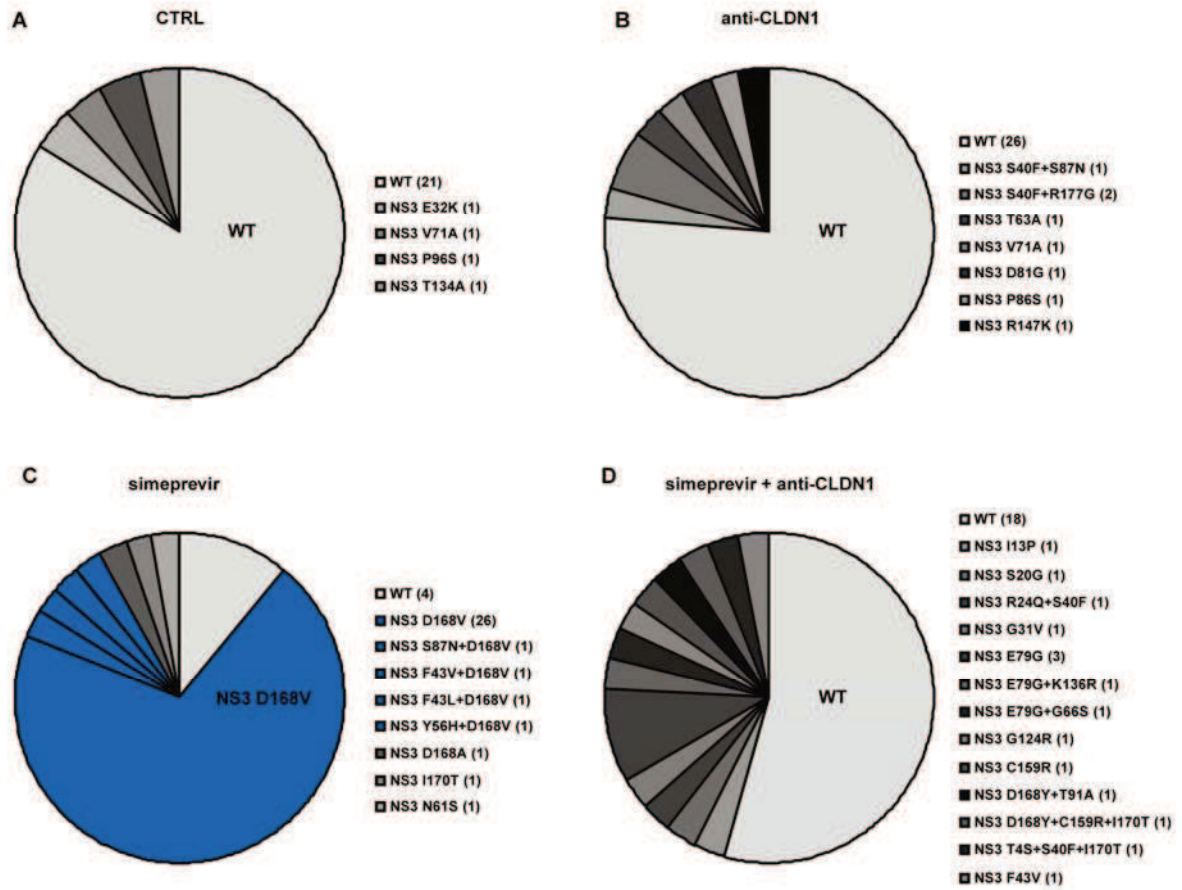 A
CTRL
WT
WT (21)
NS3 E32K (1)
NS3 V71A (1)
NS3 P96S (1)
NS3 T134A (1)
B
anti-CLDN1
WT
WT (26)
NS3 S40F+S87N (1)
NS3 S40F+R177G (2)
NS3 T63A (1)
NS3 V71A (1)
NS3 D81G (1)
NS3 P86S (1)
NS3 R147K (1)
C
simeprevir
NS3 D168V
WT (4)
NS3 D168V (26)
NS3 S87N+D168V (1)
NS3 F43V+D168V (1)
NS3 F43L+D168V (1)
NS3 Y56H+D168V (1)
NS3 D168A (1)
NS3 I170T (1)
NS3 N61S (1)
D
simeprevir + anti-CLDN1
WT
WT (18)
NS3 I13P (1)
NS3 S20G (1)
NS3 R24Q+S40F (1)
NS3 G31V (1)
NS3 E79G (3)
NS3 E79G+K136R (1)
NS3 E79G+G66S (1)
NS3 G124R (1)
NS3 C159R (1)
NS3 D168Y+T91A (1)
NS3 D168Y+C159R+I170T (1)
NS3 T4S+S40F+I170T (1)
NS3 F43V (1)